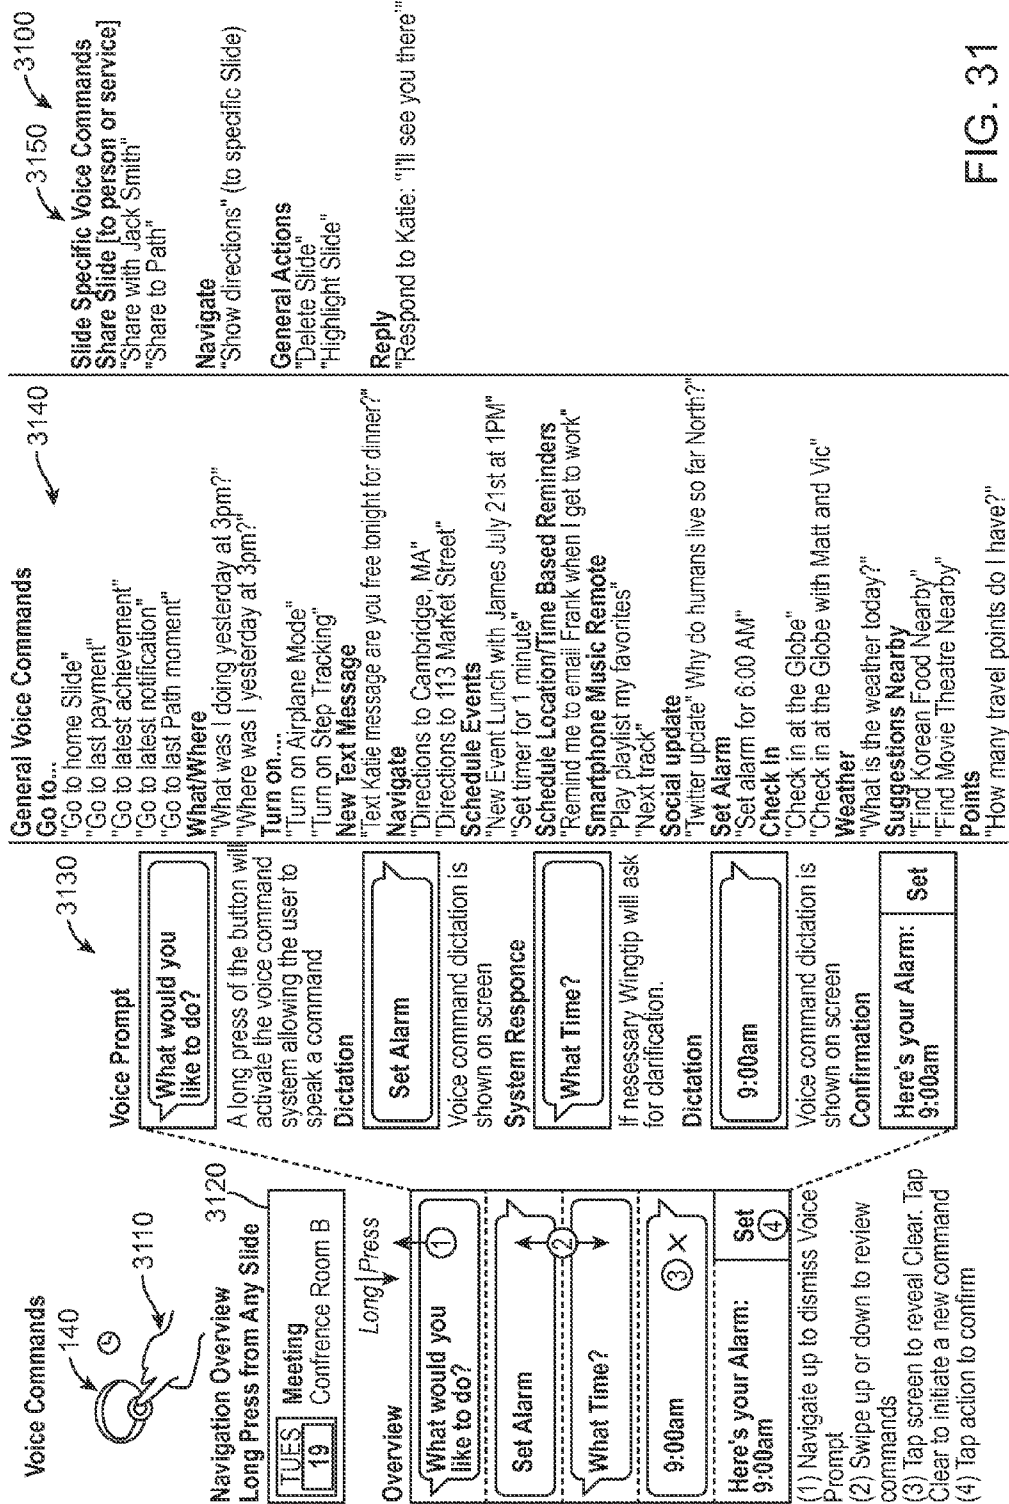 Voice Commands
140
3110
Navigation Overview
3120
Long Press from Any Slide
TUES
19
Meeting
Confrence Room B
Long Press
Overview
What would you
like to do?
1
Set Alarm
2
What Time?
9:00am
3 ×
Here's your Alarm:
9:00am
Set
4
(1) Navigate up to dismiss Voice
Prompt
(2) Swipe up or down to review
commands
(3) Tap screen to reveal Clear. Tap
Clear to initiate a new command
(4) Tap action to confirm
3130
Voice Prompt
What would you
like to do?
A long press of the button will
activate the voice command
system allowing the user to
speak a command
Dictation
Set Alarm
Voice command dictation is
shown on screen
System Responce
What Time?
If nesessary Wingtip will ask
for clarification.
Dictation
9:00am
Voice command dictation is
shown on screen
Confirmation
Here's your Alarm:
9:00am
Set
3140
General Voice Commands
Go to...
"Go to home Slide"
"Go to last payment"
"Go to latest achievement"
"Go to latest notification"
"Go to last Path moment"
What/Where
"What was I doing yesterday at 3pm?"
"Where was I yesterday at 3pm?"
Turn on....
"Turn on Airplane Mode"
"Turn on Step Tracking"
New Text Message
"Text Katie message are you free tonight for dinner?"
Navigate
"Directions to Cambridge, MA"
"Directions to 113 Market Street"
Schedule Events
"New Event Lunch with James July 21st at 1PM"
"Set timer for 1 minute"
Schedule Location/Time Based Reminders
"Remind me to email Frank when I get to work"
Smartphone Music Remote
"Play playlist my favorites"
"Next track"
Social update
"Twitter update" Why do humans live so far North?"
Set Alarm
"Set alarm for 6:00 AM"
Check In
"Check in at the Globe"
"Check in at the Globe with Matt and Vic"
Weather
"What is the weather today?"
Suggestions Nearby
"Find Korean Food Nearby"
"Find Movie Theatre Nearby"
Points
"How many travel points do I have?"
3150
3100
Slide Specific Voice Commands
Share Slide [to person or service]
"Share with Jack Smith"
"Share to Path"
Navigate
"Show directions" (to specific Slide)
General Actions
"Delete Slide"
"Highlight Slide"
Reply
"Respond to Katie: "I'll see you there""
FIG. 31